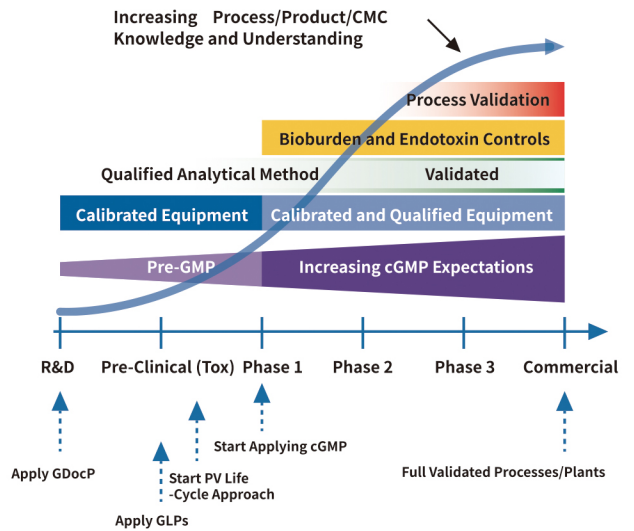 Increasing Process/Product/CMC
Knowledge and Understanding
Process Validation
Bioburden and Endotoxin Controls
Qualified Analytical Method
Validated
Calibrated Equipment
Calibrated and Qualified Equipment
Pre-GMP
Increasing cGMP Expectations
R&D
Pre-Clinical (Tox)
Phase 1
Phase 2
Phase 3
Commercial
Start Applying cGMP
Apply GDocP
Start PV Life
-Cycle Approach
Full Validated Processes/Plants
Apply GLPs